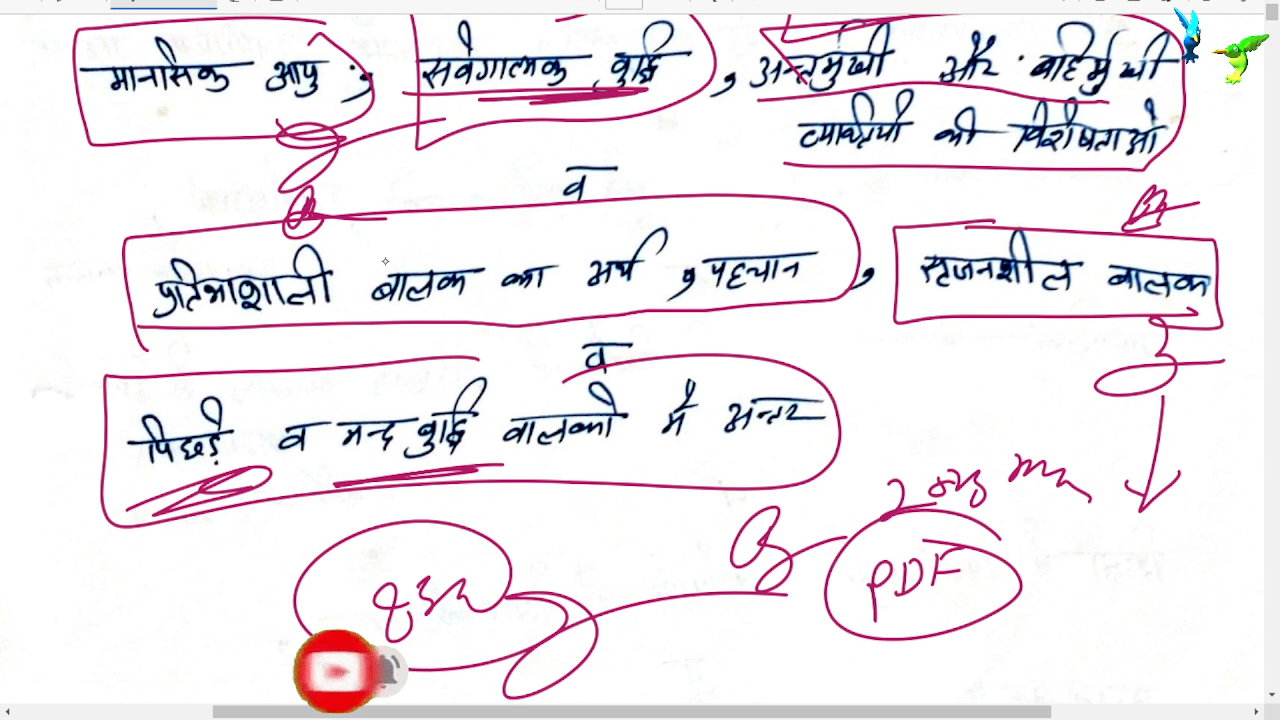 मानसिक आयु , संवेगात्मक बुद्धि , अन्तर्मुखी और बहिर्मुखी
व्यक्तियों की विशेषताओं
व
प्रतिभाशाली बालक का अर्थ , पहचान , सृजनशील बालक
व
पिछड़े व मन्द बुद्धि बालकों में अन्तर
PDF